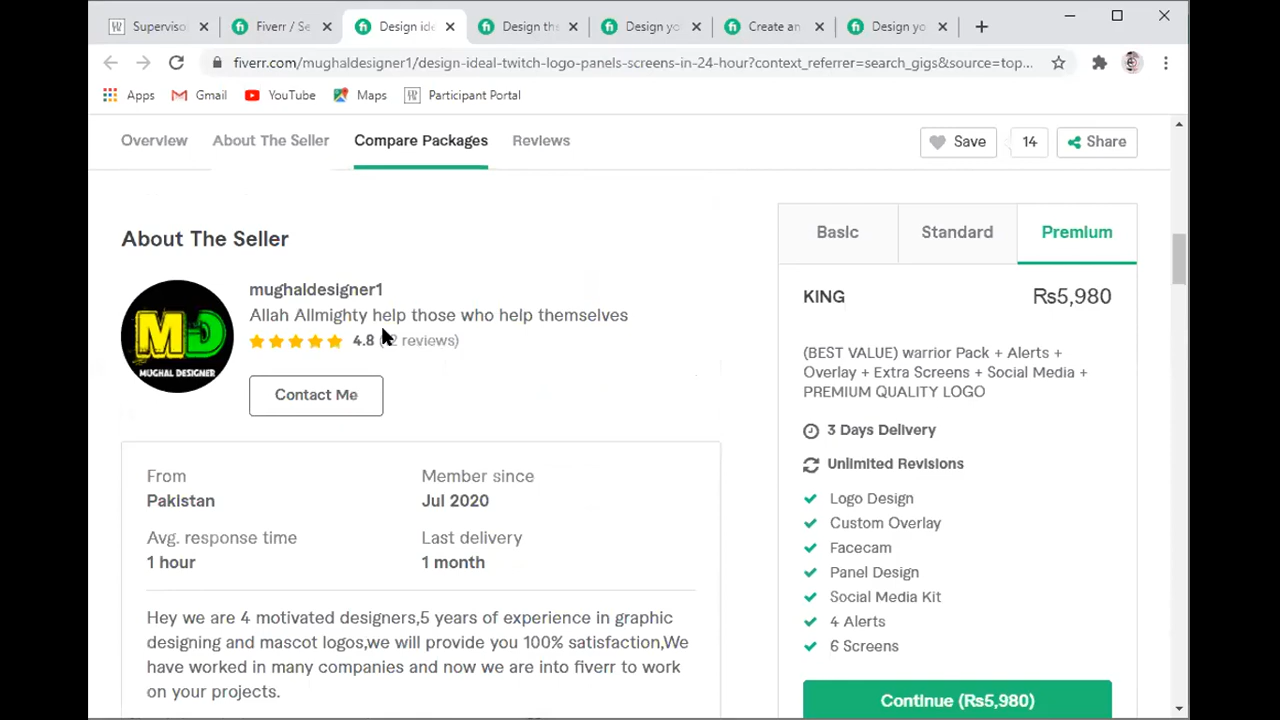 Superviso
Fiverr / Se
Design ide
Design the
Design yo
Create an
Design yo
fiverr.com/mughaldesigner1/design-ideal-twitch-logo-panels-screens-in-24-hour?context_referrer=search_gigs&source=top...
Apps
Gmail
YouTube
Maps
Participant Portal
Overview
About The Seller
Compare Packages
Reviews
Save
14
Share
About The Seller
MD
MUGHAL DESIGNER
mughaldesigner1
Allah Allmighty help those who help themselves
4.8
reviews)
Contact Me
From
Pakistan
Member since
Jul 2020
Avg. response time
1 hour
Last delivery
1 month
Hey we are 4 motivated designers,5 years of experience in graphic
designing and mascot logos,we will provide you 100% satisfaction,We
have worked in many companies and now we are into fiverr to work
on your projects.
Basic
Standard
Premium
KING
Rs5,980
(BEST VALUE) warrior Pack + Alerts +
Overlay + Extra Screens + Social Media +
PREMIUM QUALITY LOGO
3 Days Delivery
Unlimited Revisions
Logo Design
Custom Overlay
Facecam
Panel Design
Social Media Kit
4 Alerts
6 Screens
Continue (Rs5,980)